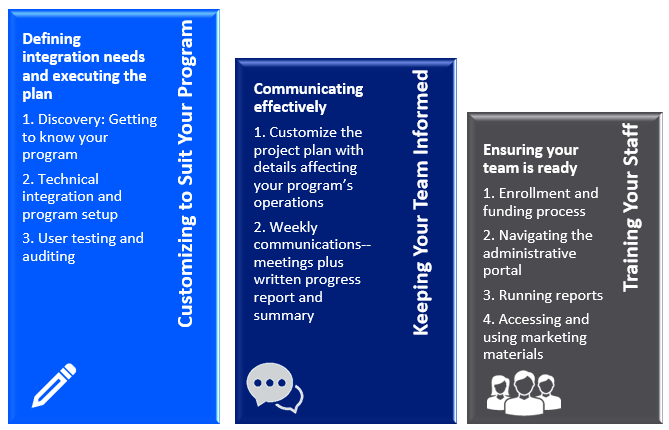 Defining
integration needs
and executing the
plan
1. Discovery: Getting
to know your
program
2. Technical
integration and
program setup
3. User testing and
auditing
Customizing to Suit Your Program
Communicating
effectively
1. Customize the
project plan with
details affecting
your program's
operations
2. Weekly
communications--
meetings plus
written progress
report and
summary
Keeping Your Team Informed
Ensuring your
team is ready
1. Enrollment and
funding process
2. Navigating the
administrative
portal
3. Running reports
4. Accessing and
using marketing
materials
Training Your Staff